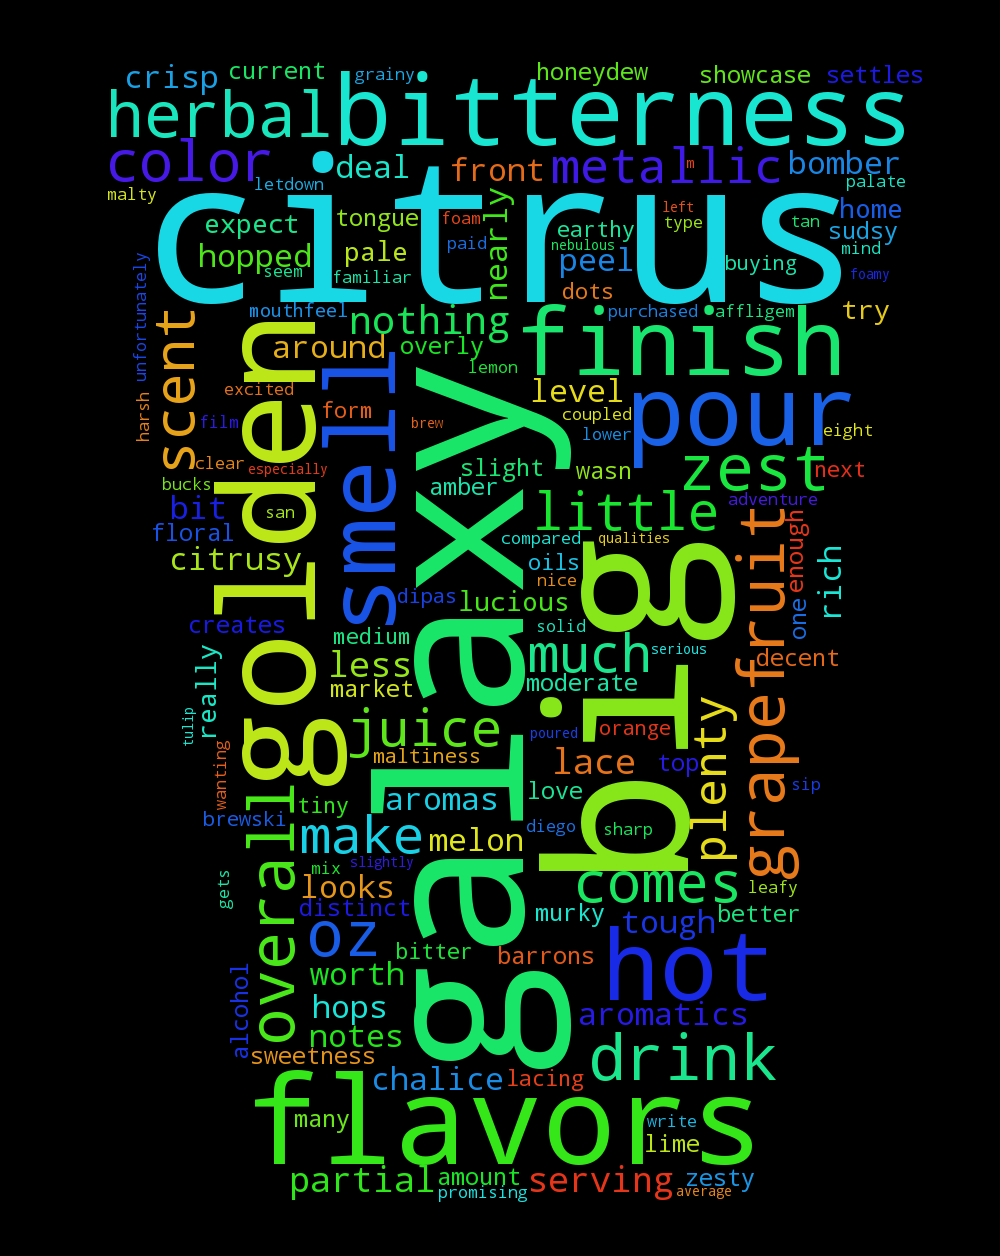 crisp current grainy honeydew showcase settles
herbal bitterness
color deal front metallic m bomber
letdown palate
malty citrus left home
expect tongue foam nearly earthy type tan sudsy
hopped pale paid nebulous peel buying mind
seem familiar foamy
unfortunately dots
mouthfeel nothing purchased affligem try
scent golden around overly finish
lemon
excited smell level pour
harsh film form brew coupled eight
clear especially slight lower wasn zest next
bucks amber galaxy adventure
bit san little
floral compared qualities grapefruit enough
citrusy oils rich
nice
dipas lucious big one
creates medium solid
really less much serious decent
market moderate
tulip juice poured orange plenty
wanting maltiness lace top
aromas love sip
brewski tiny
overall make melon diego sharp
mix slightly
gets looks comes leafy
distinct murky better
oz tough
bitter barrons hot
alcohol worth
hops aromatics
notes
sweetness drink
chalice lacing
flavors
many write
lime
partial amount serving zesty
promising average